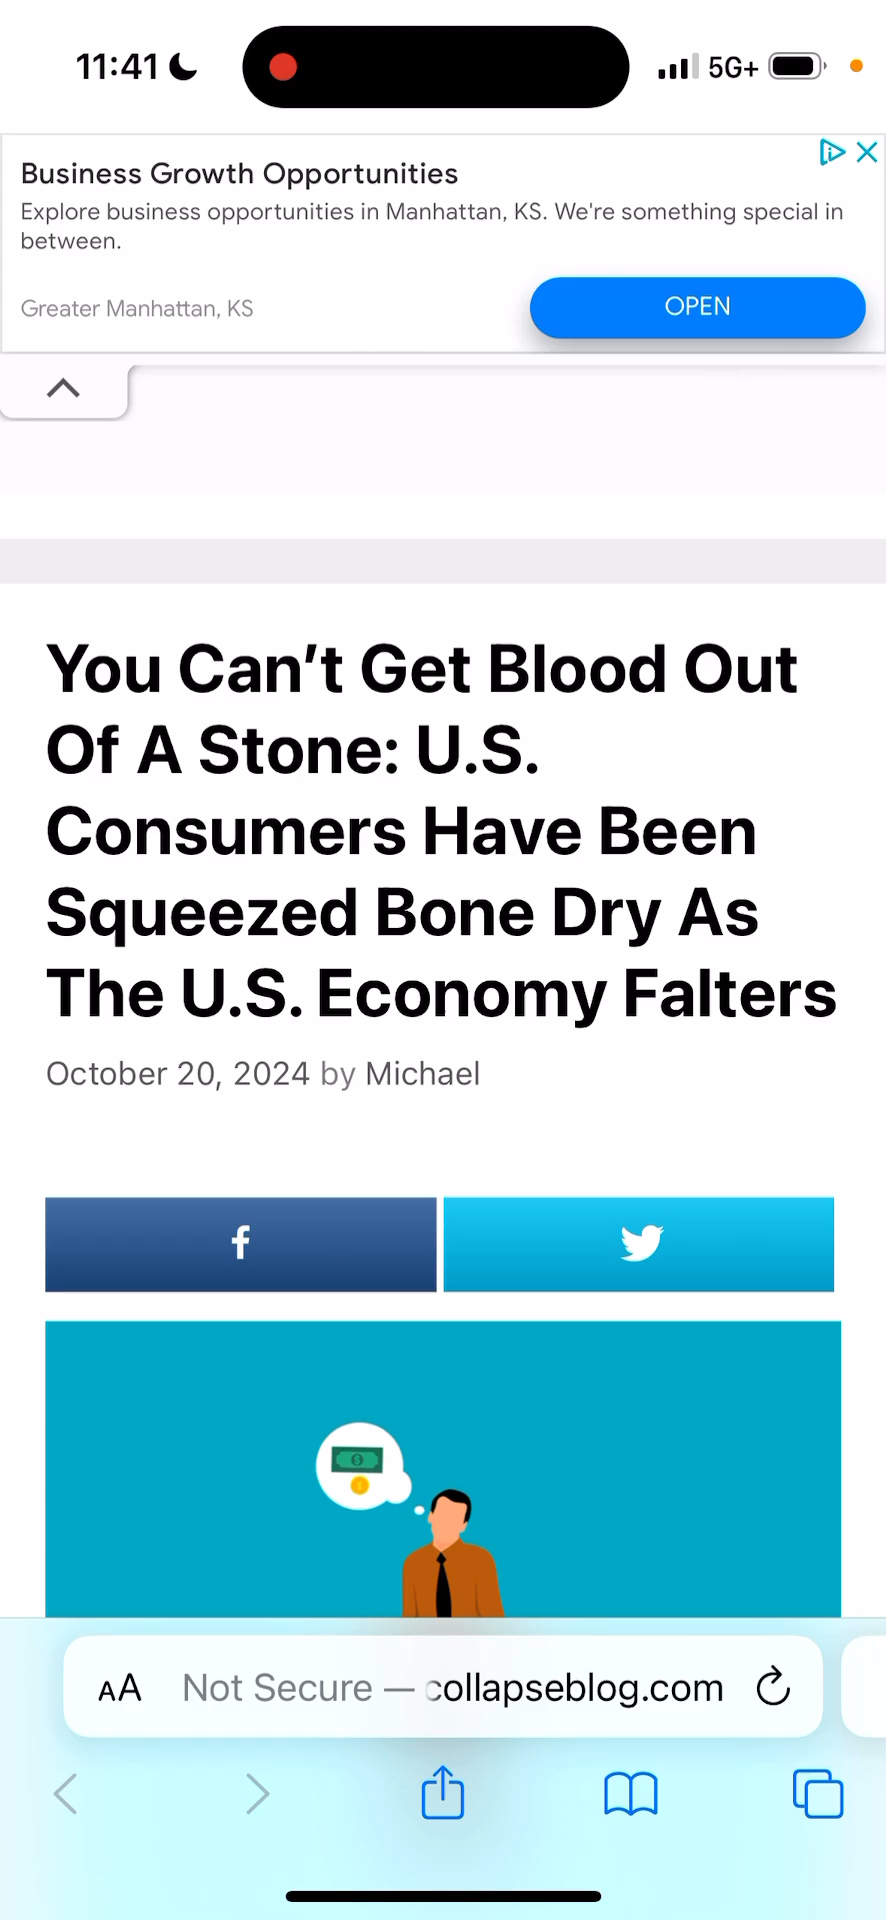 11:41
5G+
Business Growth Opportunities
Explore business opportunities in Manhattan, KS. We're something special in
between.
Greater Manhattan, KS
OPEN
You Can’t Get Blood Out
Of A Stone: U.S.
Consumers Have Been
Squeezed Bone Dry As
The U.S. Economy Falters
October 20, 2024 by Michael
AA Not Secure — collapseblog.com